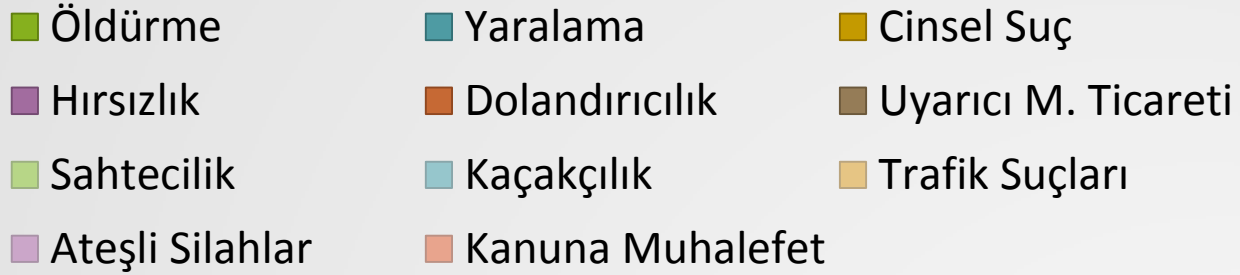 Öldürme Yaralama Cinsel Suç
Hırsızlık Dolandırıcılık Uyarıcı M. Ticareti
Sahtecilik Kaçakçılık Trafik Suçları
Ateşli Silahlar Kanuna Muhalefet